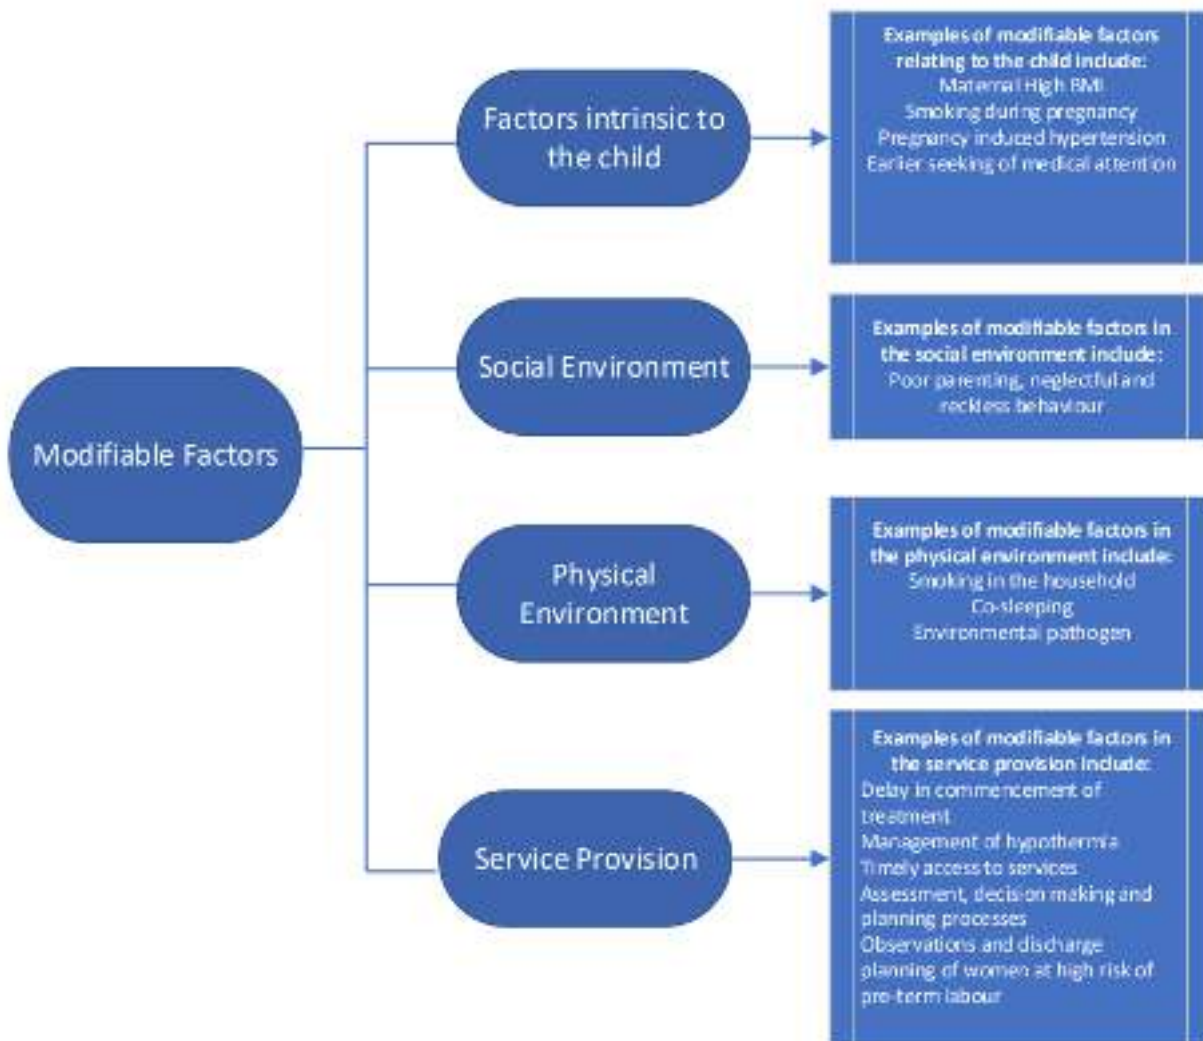 Modifiable Factors
Factors intrinsic to
the child
Examples of modifiable factors
relating to the child include:
Maternal High BMI
Smoking during pregnancy
Pregnancy induced hypertension
Earlier seeking of medical attention
Social Environment
Examples of modifiable factors in
the social environment include:
Poor parenting, neglectful and
reckless behaviour
Physical
Environment
Examples of modifiable factors in
the physical environment include:
Smoking in the household
Co-sleeping
Environmental pathogen
Service Provision
Examples of modifiable factors in
the service provision include:
Delay in commencement of
treatment
Management of hypothermia
Timely access to services
Assessment, decision making and
planning processes
Observations and discharge
planning of women at high risk of
pre-term labour